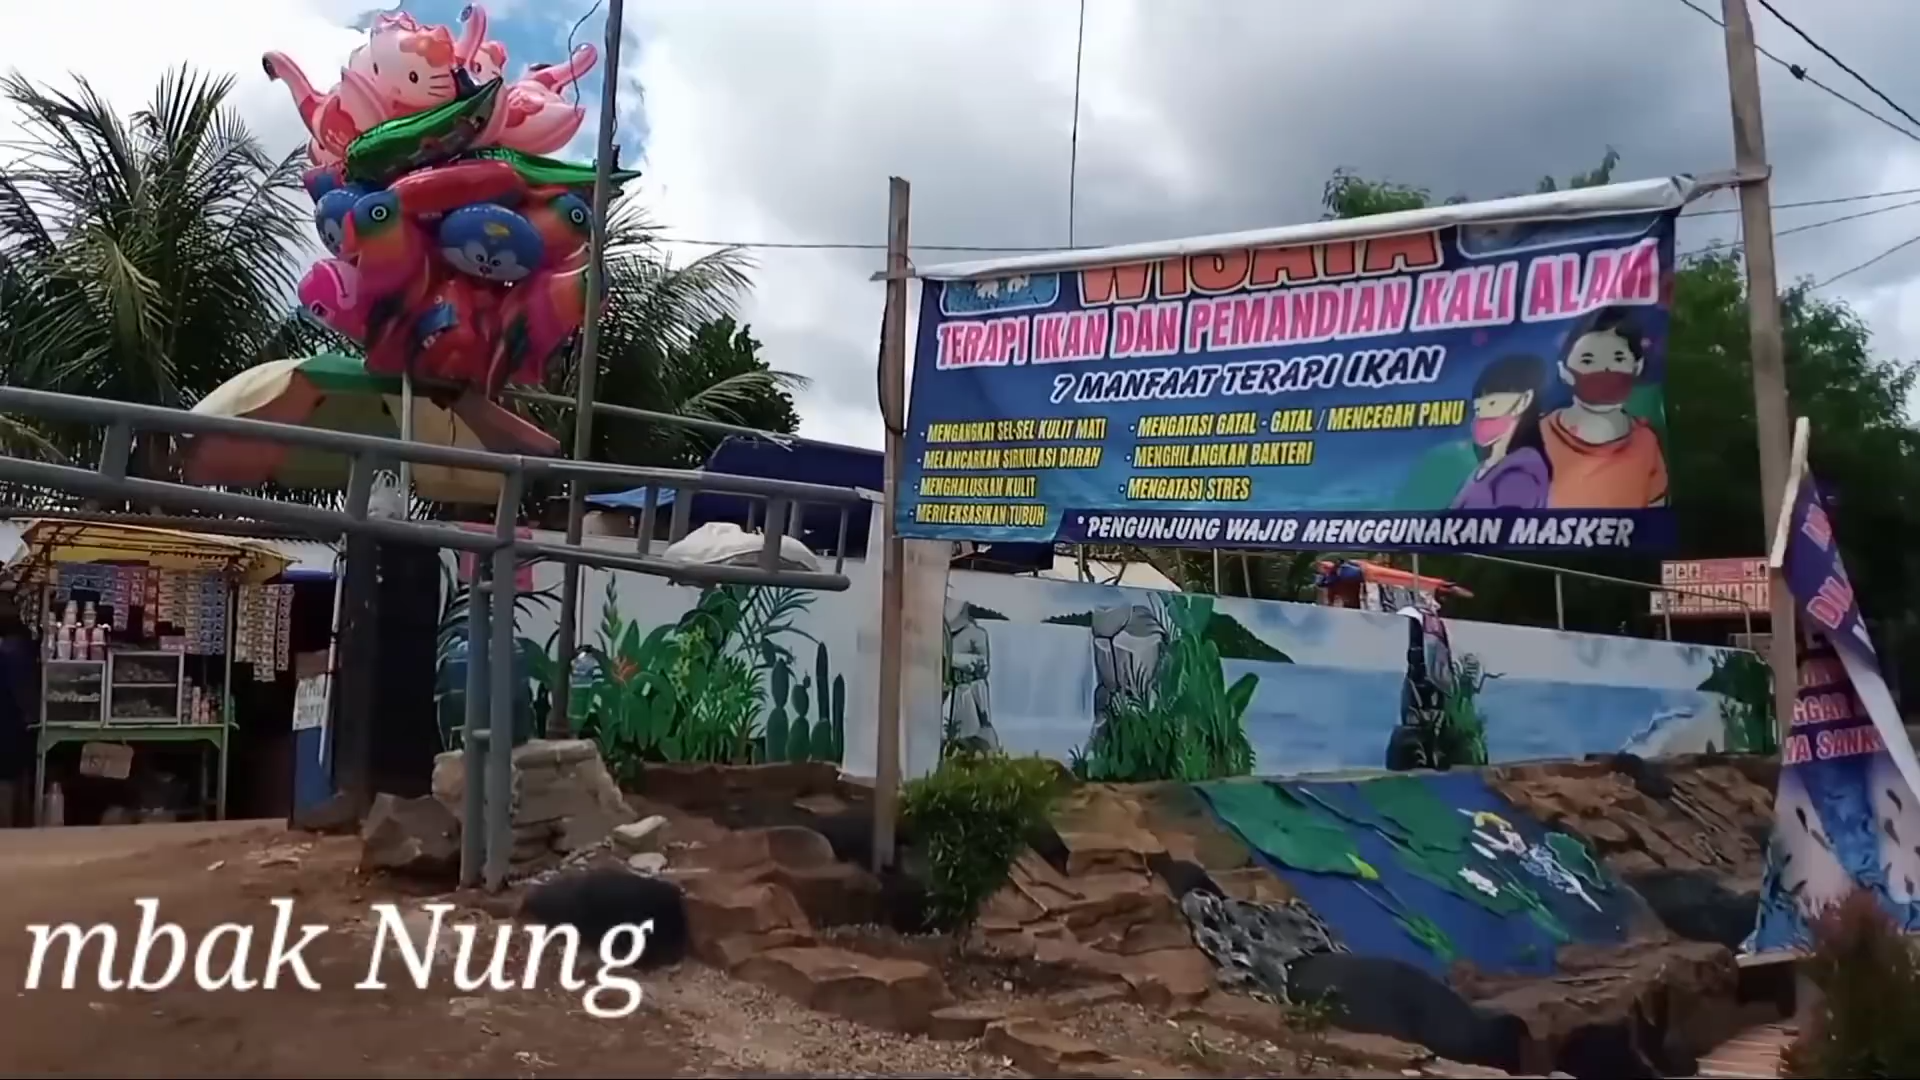 WISATA
TERAPI IKAN DAN PEMANDIAN KALI ALAM
7 MANFAAT TERAPI IKAN
- MENGANGKAT SEL-SEL KULIT MATI
- MELANCARKAN SIRKULASI DARAH
- MENGHALUSKAN KULIT
- MERILEKSASIKAN TUBUH
- MENGATASI GATAL - GATAL / MENCEGAH PANU
- MENGHILANGKAN BAKTERI
- MENGATASI STRES
*PENGUNJUNG WAJIB MENGGUNAKAN MASKER
mbak Nung